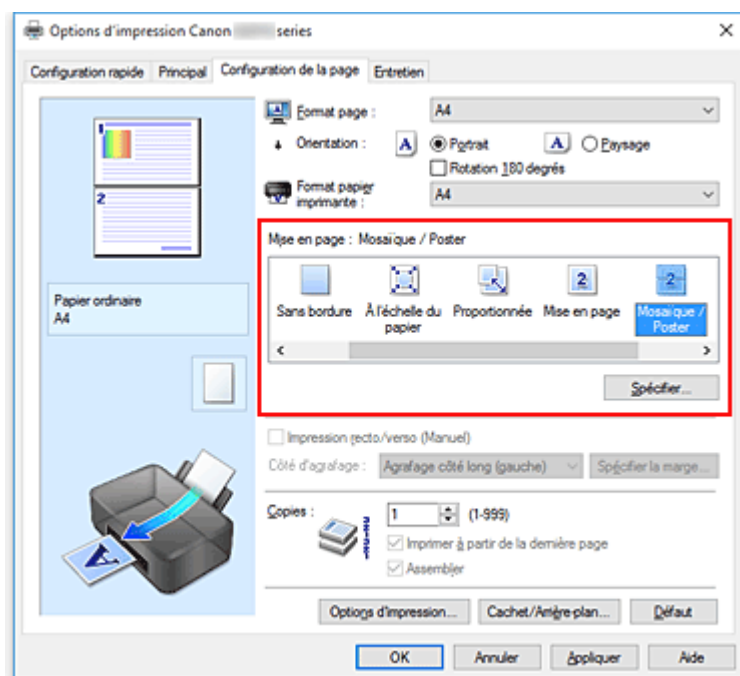 Options d'impression Canon series
Configuration rapide Principal Configuration de la page Entretien
Format page : A4
Orientation : A Portrait A Paysage
Rotation 180 degrés
Format papier imprimante : A4
Mise en page : Mosaïque / Poster
Sans bordure
À l'échelle du papier
Proportionnée
2
Mise en page
2
Mosaïque / Poster
Spécifier...
1
2
Papier ordinaire
A4
Impression recto/verso (Manuel)
Côté d'agrafage : Agrafage côté long (gauche) Spécifier la marge...
Copies : 1 (1-999)
Imprimer à partir de la dernière page
Assembler
A
Options d'impression... Cachet/Arrière-plan... Défaut
OK Annuler Appliquer Aide